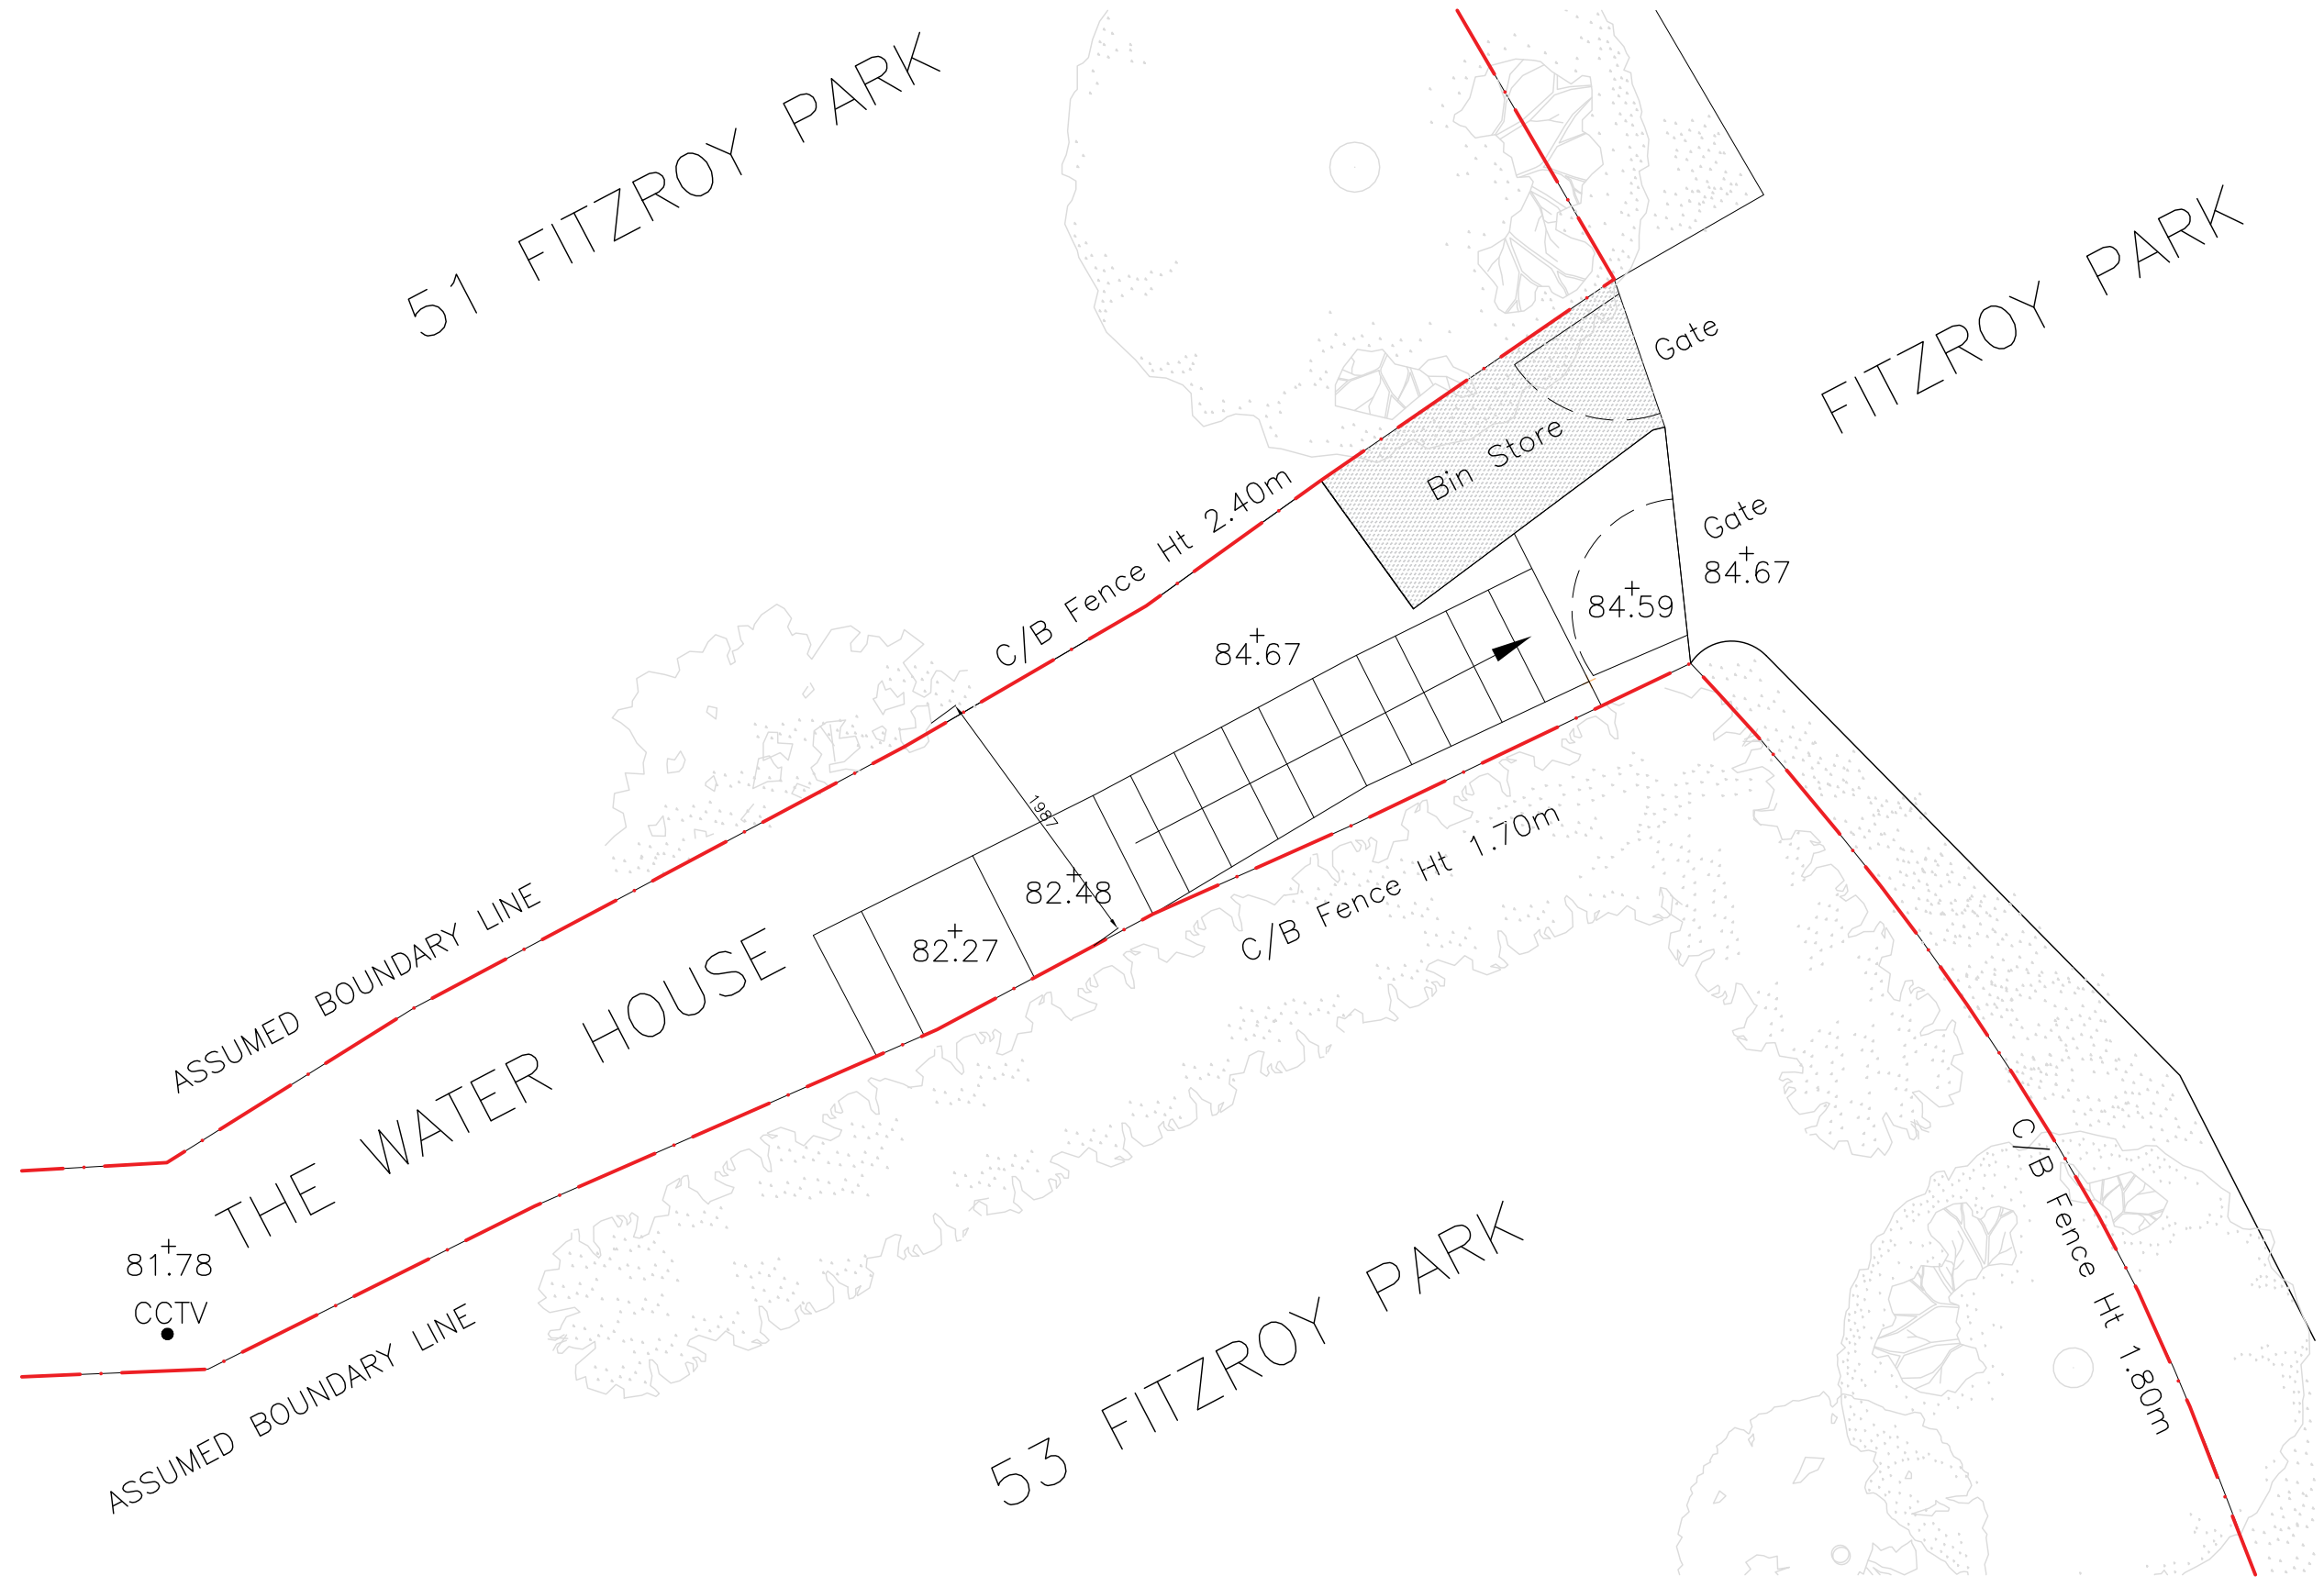 51 FITZROY PARK
FITZROY PARK
Gate
Bin Store
C/B Fence Ht 2.40m
Gate
84.67
84.59
84.67
1987
C/B Fence Ht 1.70m
82.48
82.27
ASSUMED BOUNDARY LINE
THE WATER HOUSE
81.78
CCTV
ASSUMED BOUNDARY LINE
53 FITZROY PARK
C/B Fence Ht 1.80m